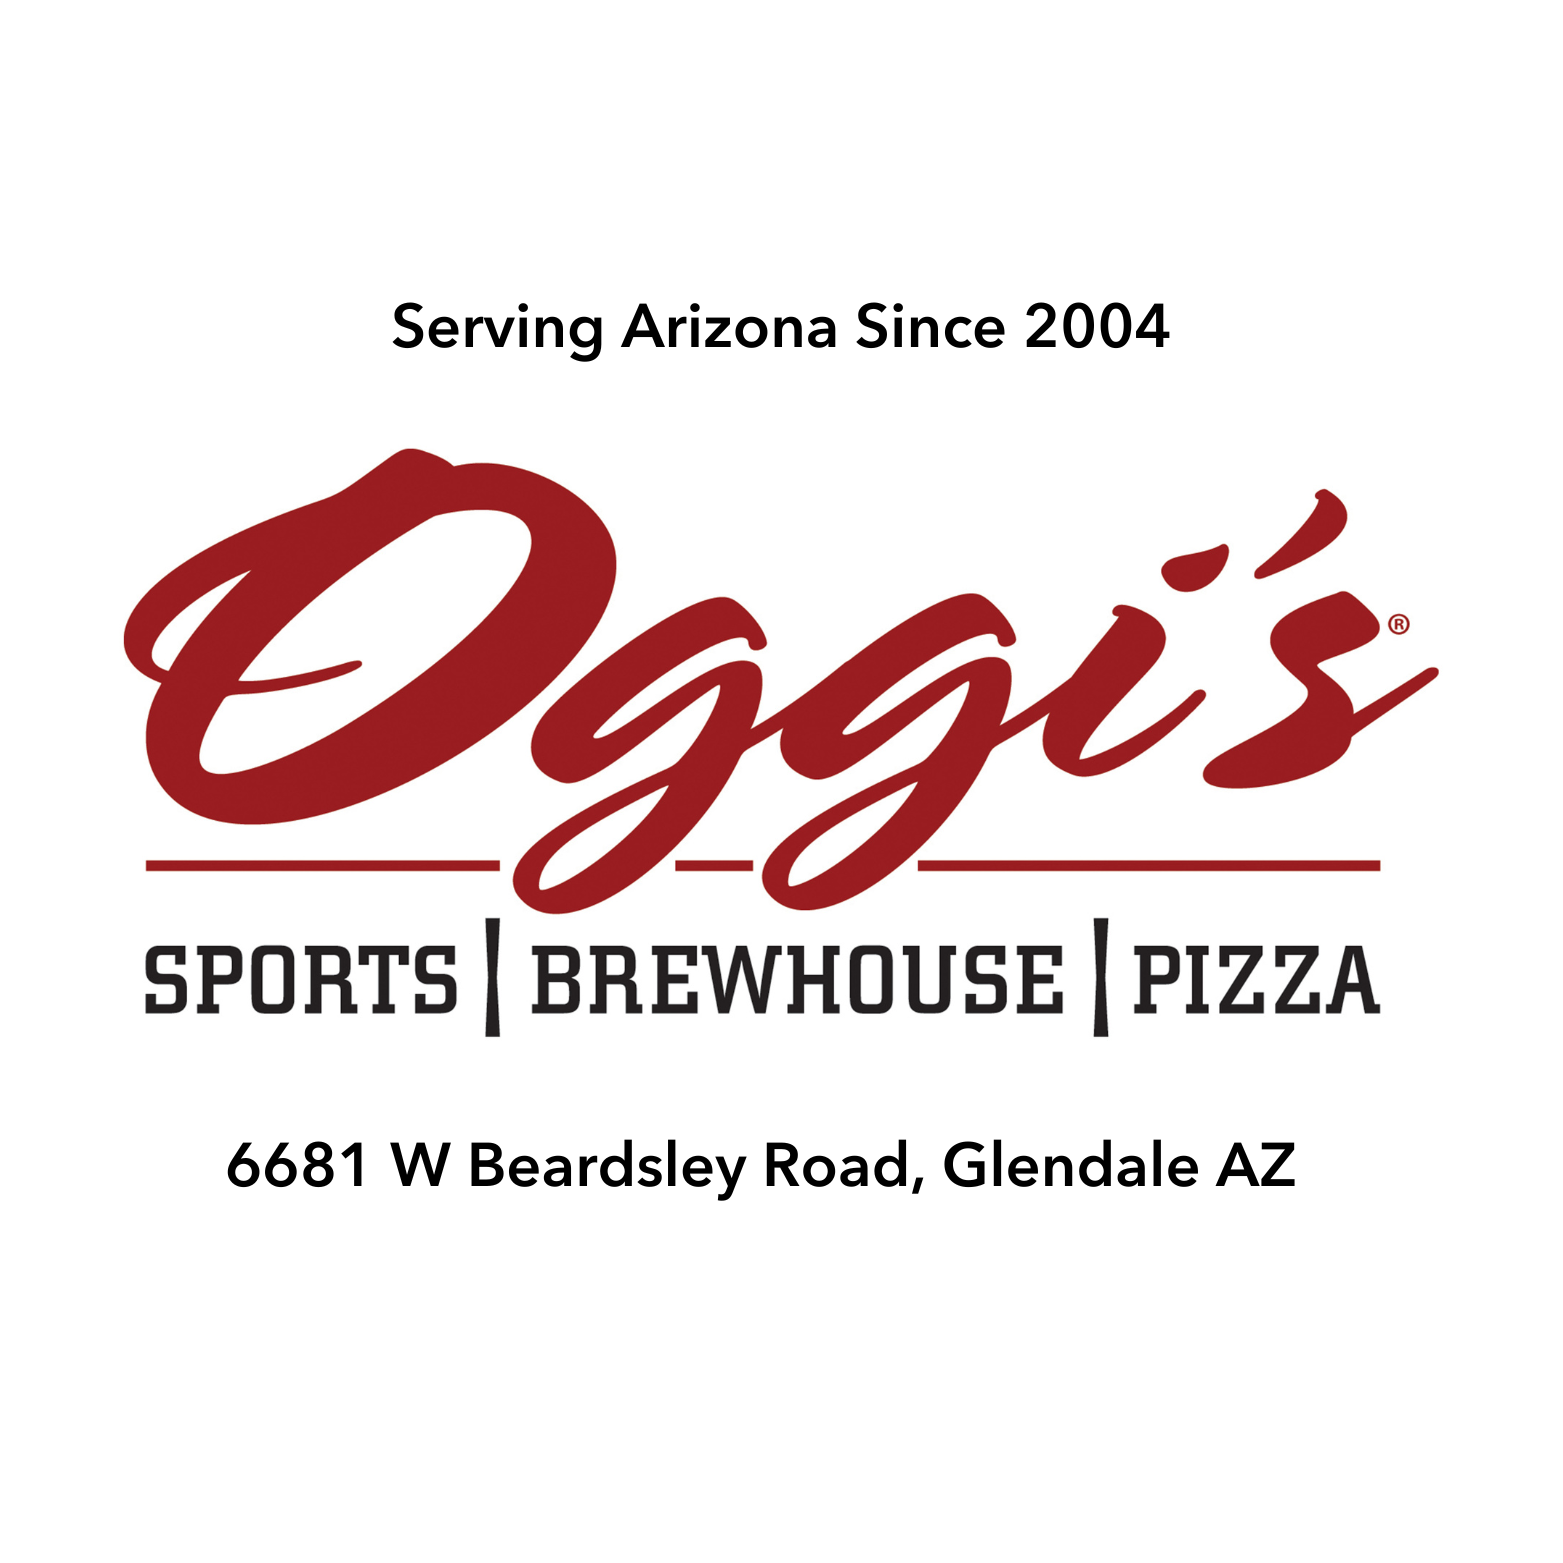 Serving Arizona Since 2004
Oggi's®
SPORTS | BREWHOUSE | PIZZA
6681 W Beardsley Road, Glendale AZ